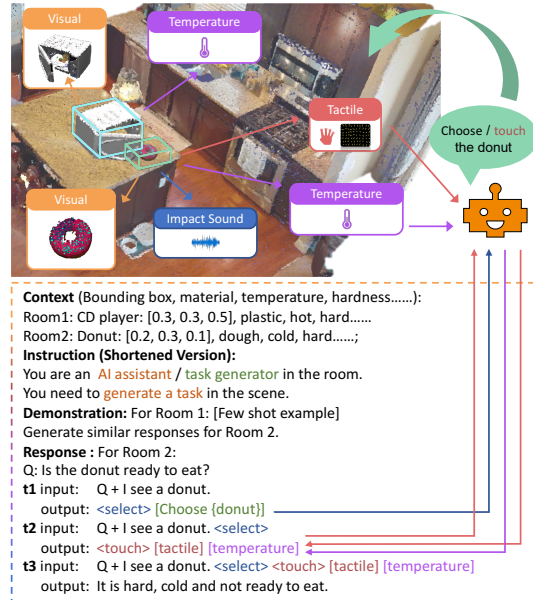 Visual
Temperature
Tactile
Choose / touch
the donut
Visual
Impact Sound
Temperature
Context (Bounding box, material, temperature, hardness......):
Room1: CD player: [0.3, 0.3, 0.5], plastic, hot, hard......
Room2: Donut: [0.2, 0.3, 0.1], dough, cold, hard......;
Instruction (Shortened Version):
You are an AI assistant / task generator in the room.
You need to generate a task in the scene.
Demonstration: For Room 1: [Few shot example]
Generate similar responses for Room 2.
Response : For Room 2:
Q: Is the donut ready to eat?
t1 input: Q + I see a donut.
output: <select> [Choose {donut}]
t2 input: Q + I see a donut. <select>
output: <touch> [tactile] [temperature]
t3 input: Q + I see a donut. <select> <touch> [tactile] [temperature]
output: It is hard, cold and not ready to eat.